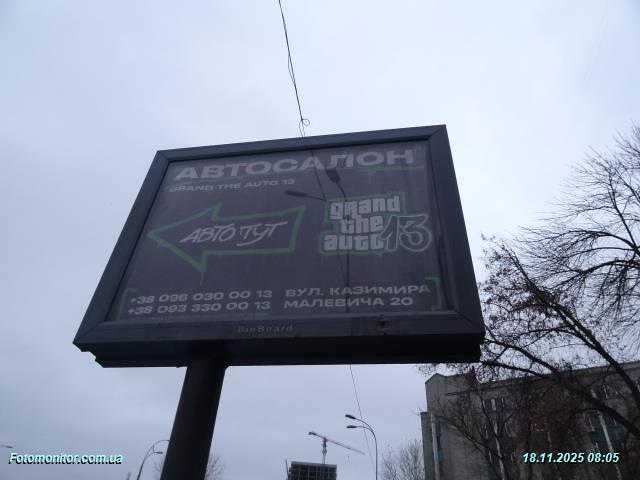 АВТОСАЛОН
GRAND THE AUTO 13
АВТО ТУТ
grand
the
auto 13
+38 096 030 00 13 ВУЛ. КАЗИМИРА
+38 093 330 00 13 МАЛЕВИЧА 20
BigBoard
Fotomonitor.com.ua
18.11.2025 08:05